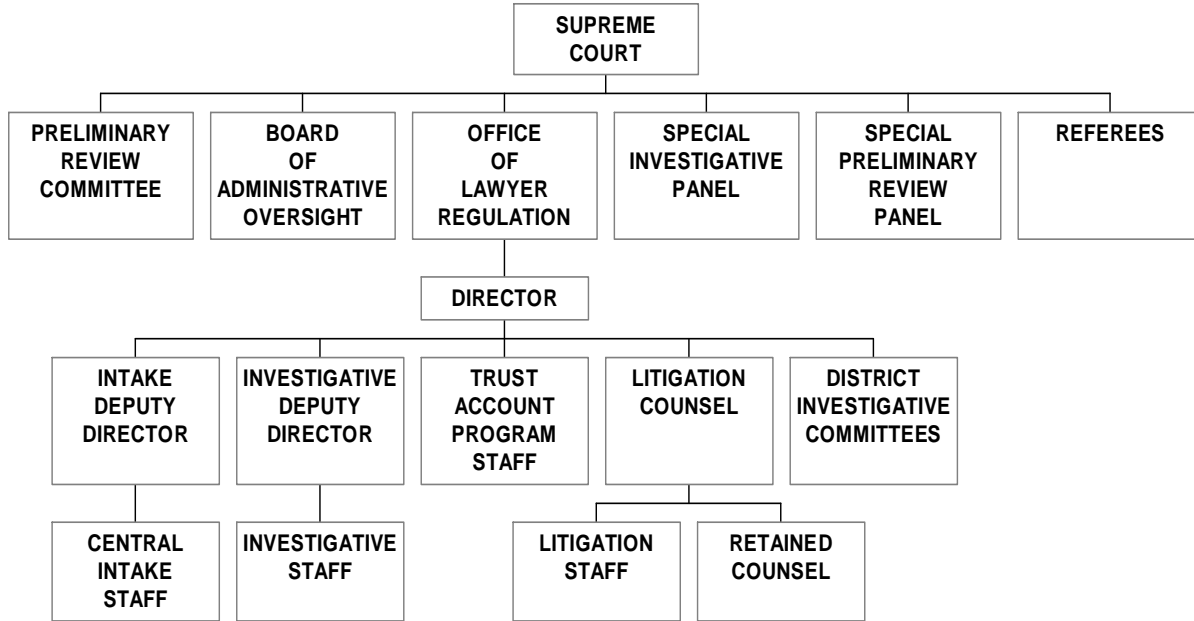 SUPREME
COURT
PRELIMINARY
REVIEW
COMMITTEE
BOARD
OF
ADMINISTRATIVE
OVERSIGHT
OFFICE
OF
LAWYER
REGULATION
SPECIAL
INVESTIGATIVE
PANEL
SPECIAL
PRELIMINARY
REVIEW
PANEL
REFEREES
DIRECTOR
INTAKE
DEPUTY
DIRECTOR
INVESTIGATIVE
DEPUTY
DIRECTOR
TRUST
ACCOUNT
PROGRAM
STAFF
LITIGATION
COUNSEL
DISTRICT
INVESTIGATIVE
COMMITTEES
CENTRAL
INTAKE
STAFF
INVESTIGATIVE
STAFF
LITIGATION
STAFF
RETAINED
COUNSEL